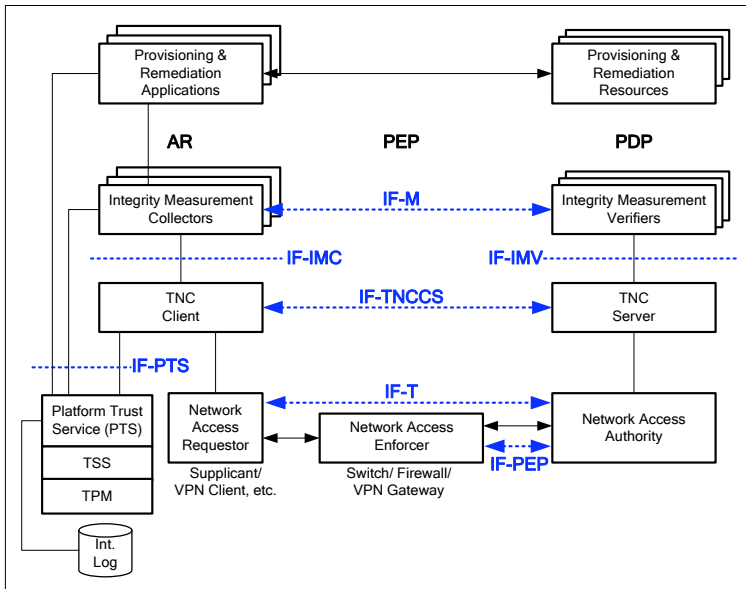 Provisioning &
Remediation
Applications
Provisioning &
Remediation
Resources
AR
PEP
PDP
Integrity Measurement
Collectors
IF-M
Integrity Measurement
Verifiers
IF-IMC
IF-IMV
TNC
Client
IF-TNCCS
TNC
Server
IF-PTS
IF-T
Platform Trust
Service (PTS)
TSS
TPM
Int.
Log
Network
Access
Requestor
Supplicant/
VPN Client, etc.
Network Access
Enforcer
Switch/ Firewall/
VPN Gateway
IF-PEP
Network Access
Authority